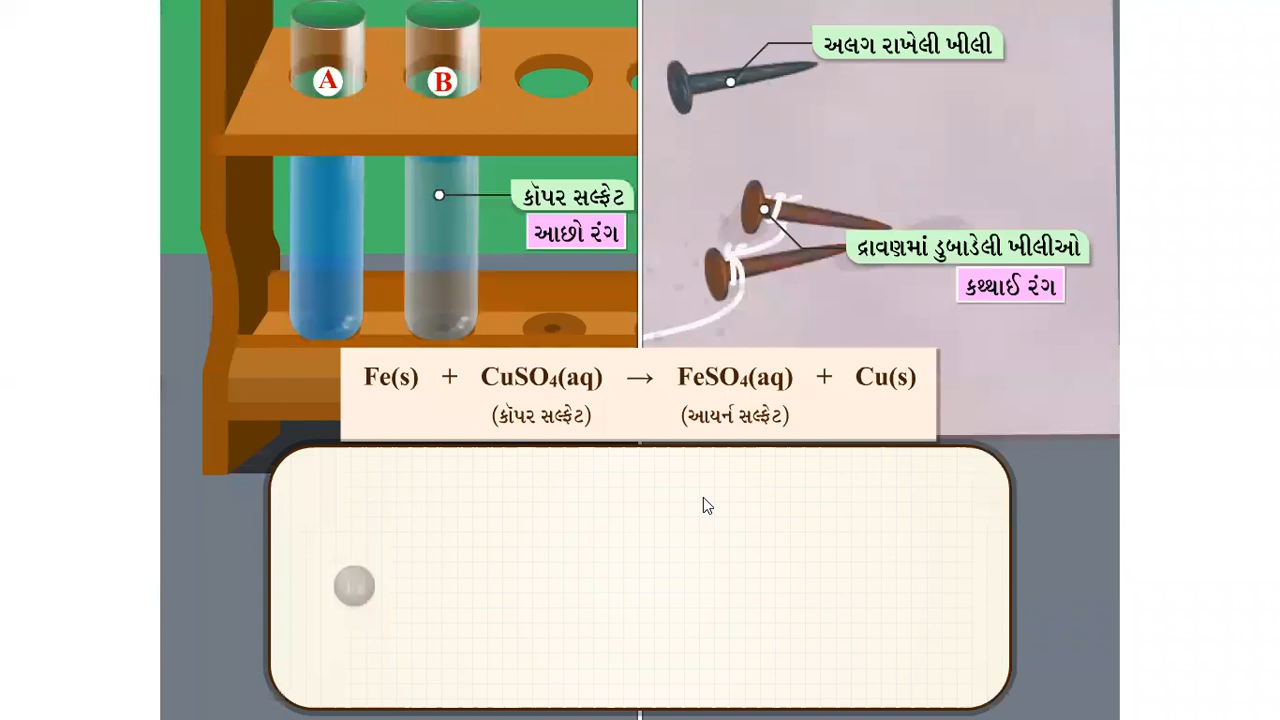 A
B
કૉપર સલ્ફેટ
આછો રંગ
અલગ રાખેલી ખીલી
દ્રાવણમાં ડુબાડેલી ખીલીઓ
કથ્થાઈ રંગ
Fe(s) + CuSO₄(aq) → FeSO₄(aq) + Cu(s)
(કૉપર સલ્ફેટ) (આયર્ન સલ્ફેટ)